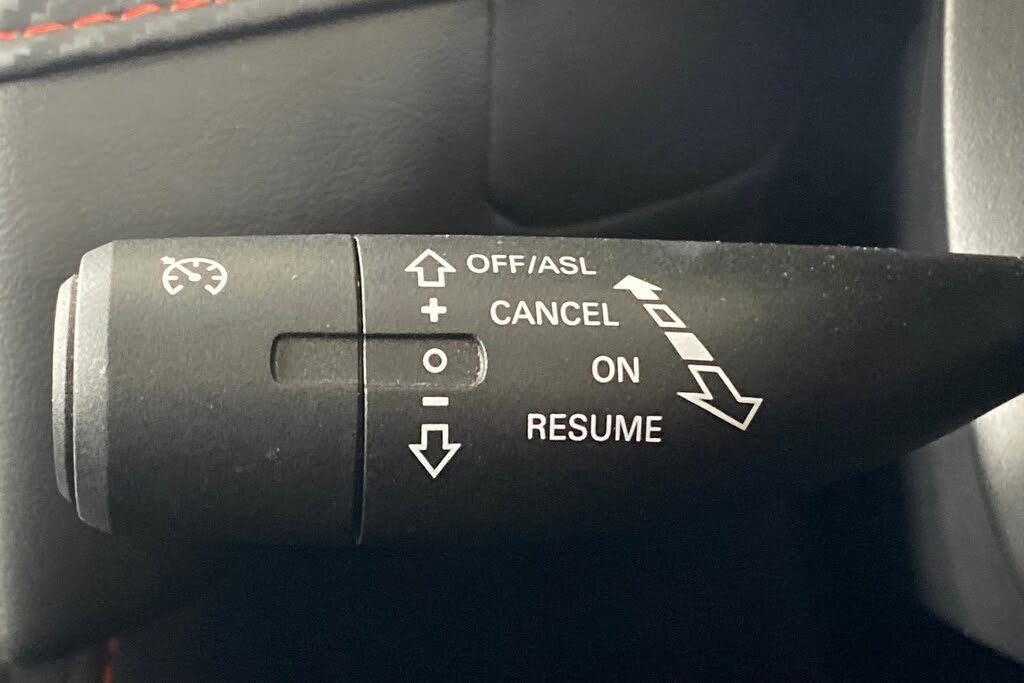 OFF/ASL
+ CANCEL
ON
- RESUME